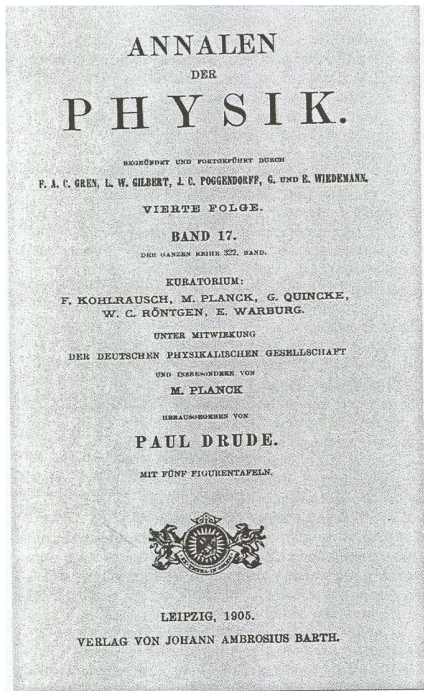 ANNALEN
DER
PHYSIK.
BEGRÜNDET UND FORTGEFÜHRT DURCH
F. A. C. GREN, L. W. GILBERT, J. C. POGGENDORFF, G. UND E. WIEDEMANN.
VIERTE FOLGE.
BAND 17.
DER GANZEN REIHE 322. BAND.
KURATORIUM:
F. KOHLRAUSCH, M. PLANCK, G. QUINCKE,
W. C. RÖNTGEN, E. WARBURG.
UNTER MITWIRKUNG
DER DEUTSCHEN PHYSIKALISCHEN GESELLSCHAFT
UND INSBESONDERE VON
M. PLANCK
HERAUSGEGEBEN VON
PAUL DRUDE.
MIT FÜNF FIGURENTAFELN.
LEIPZIG, 1905.
VERLAG VON JOHANN AMBROSIUS BARTH.